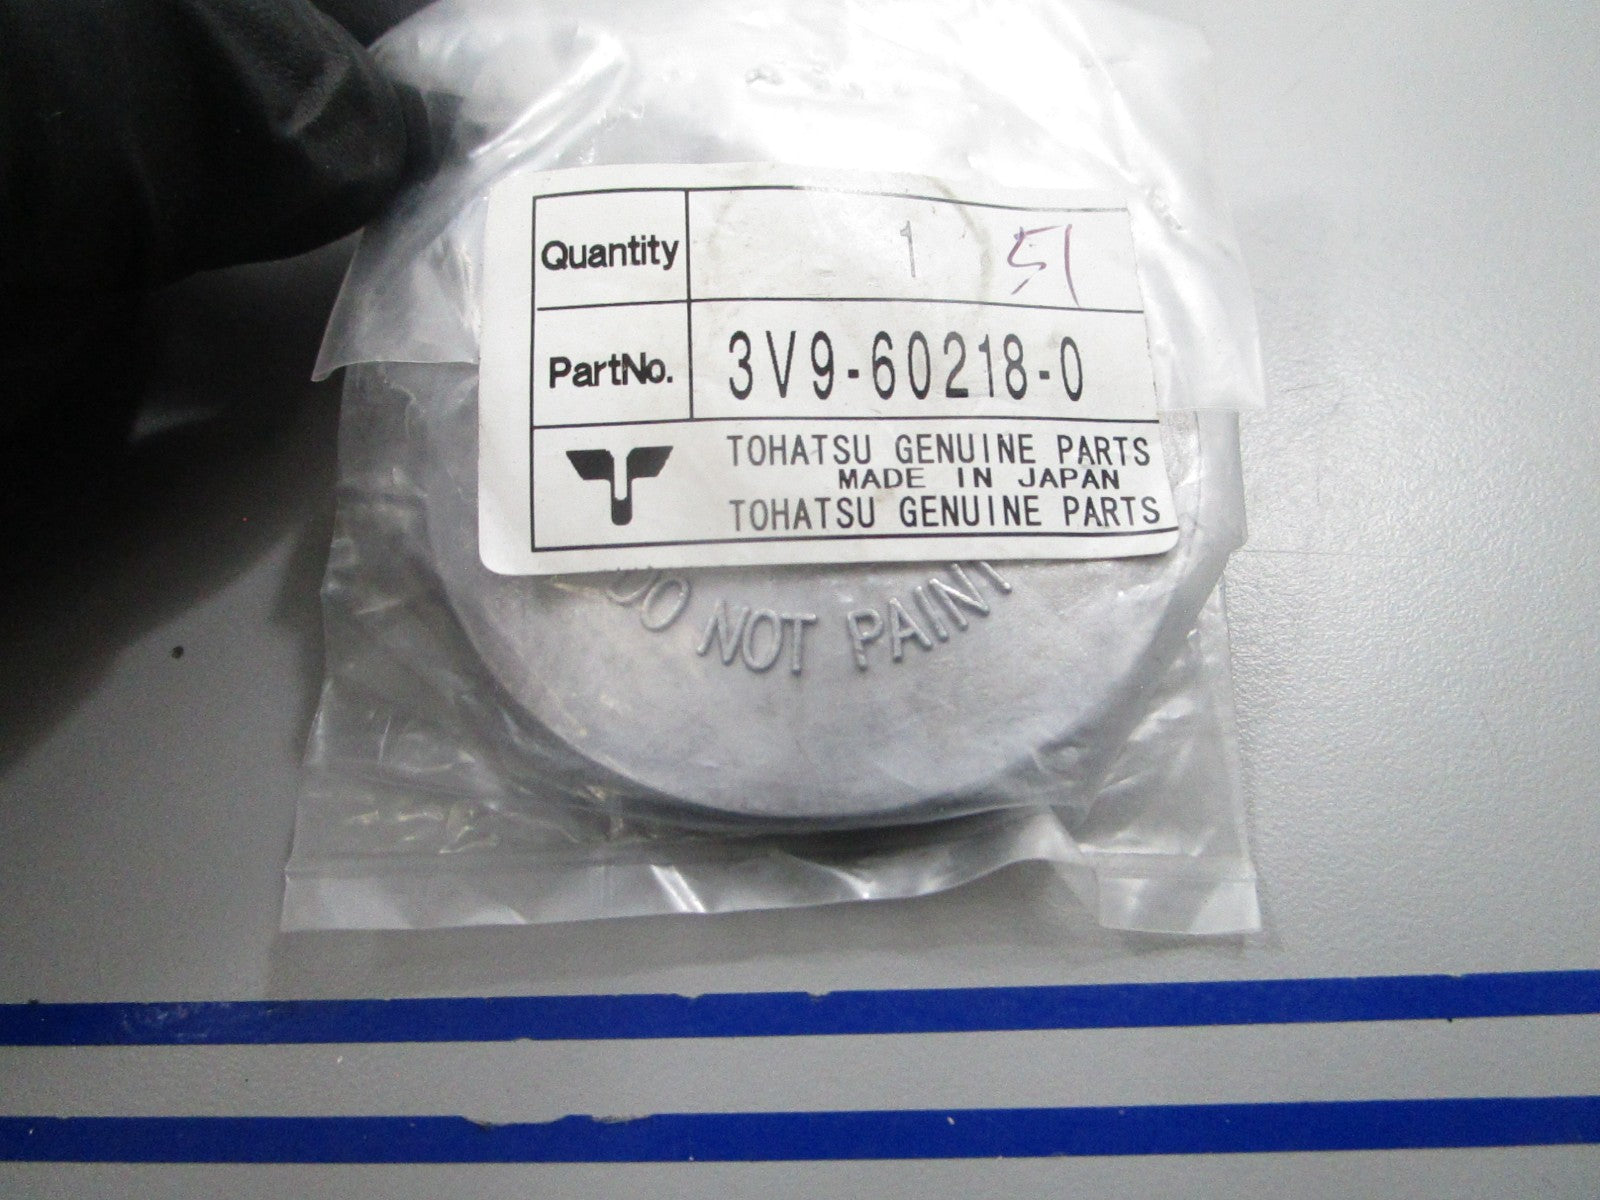 Quantity 1 51
PartNo. 3V9-60218-0
TOHATSU GENUINE PARTS
MADE IN JAPAN
TOHATSU GENUINE PARTS
DO NOT PAINT